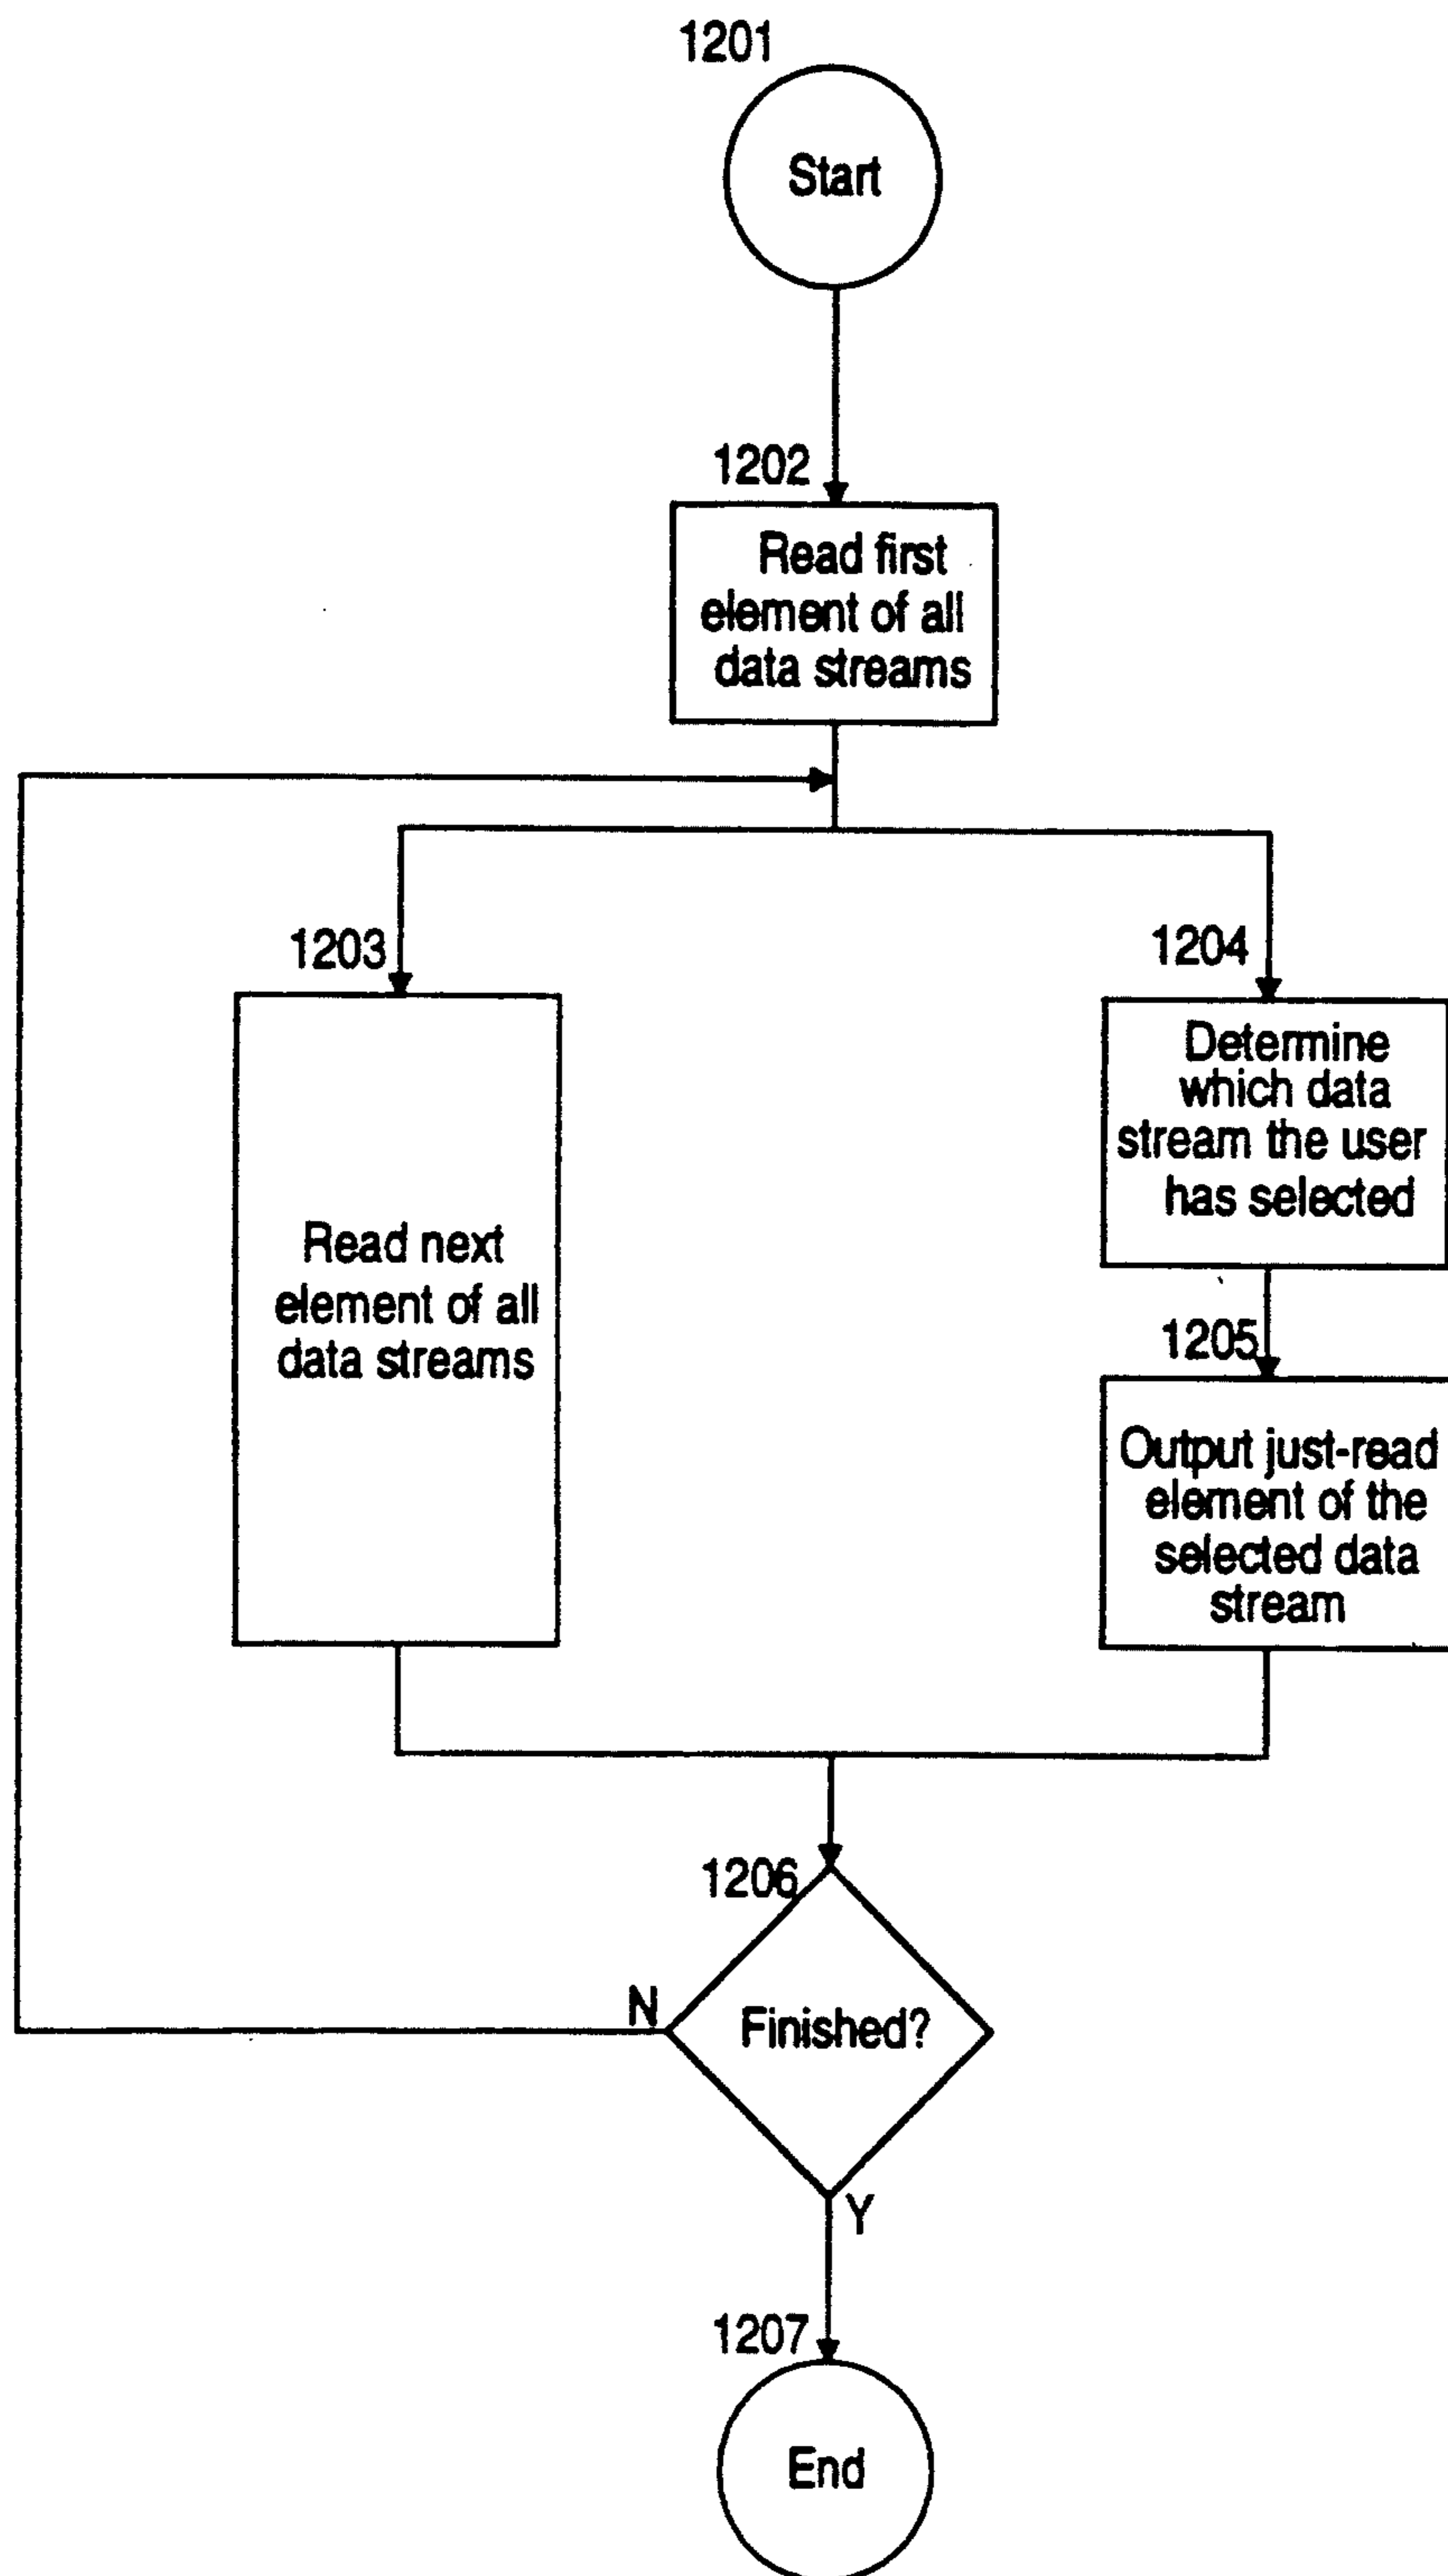 1201
Start
1202
Read first
element of all
data streams
1203
Read next
element of all
data streams
1204
Determine
which data
stream the user
has selected
1205
Output just-read
element of the
selected data
stream
1206
Finished?
N
Y
1207
End